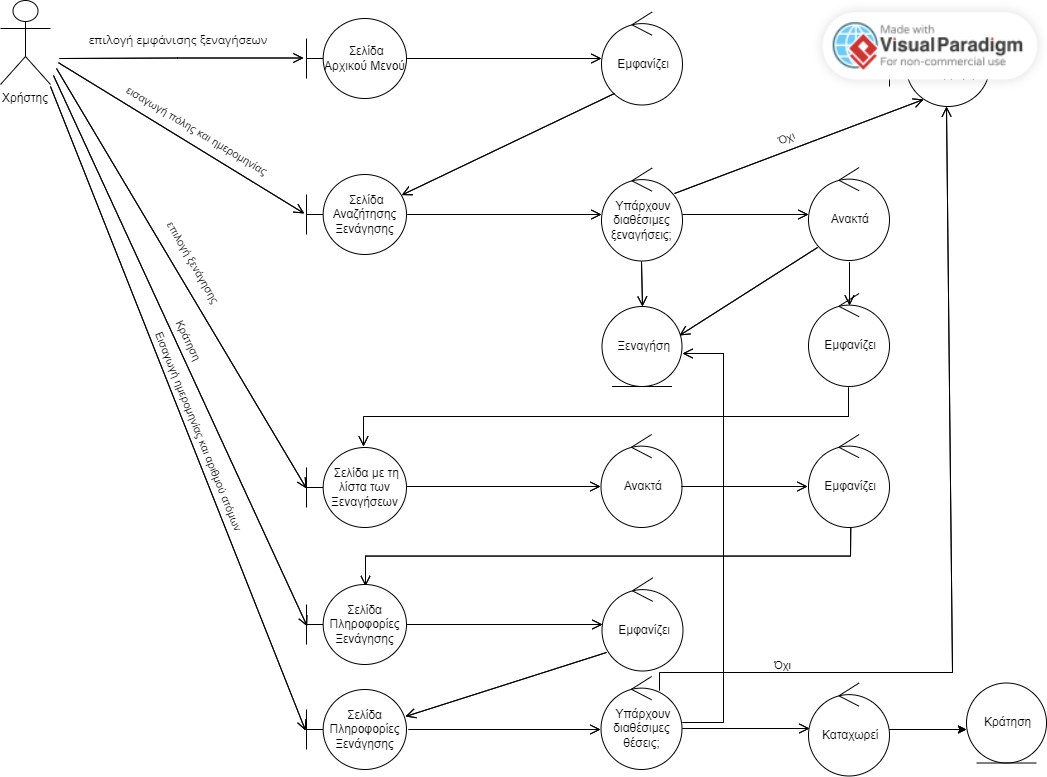 Made with
VisualParadigm
For non-commercial use
επιλογή εμφάνισης ξεναγήσεων
Σελίδα
Αρχικού Μενού
Εμφανίζει
Χρήστης
εισαγωγή πόλης και ημερομηνίας
Όχι
Σελίδα
Αναζήτησης
Ξενάγησης
Υπάρχουν
διαθέσιμες
ξεναγήσεις;
Ανακτά
επιλογή ξενάγησης
Κράτηση
Εισαγωγή ημερομηνίας και αριθμού ατόμων
Ξεναγήση
Εμφανίζει
Σελίδα με τη
λίστα των
Ξεναγήσεων
Ανακτά
Εμφανίζει
Σελίδα
Πληροφορίες
Ξενάγησης
Εμφανίζει
Όχι
Σελίδα
Πληροφορίες
Ξενάγησης
Υπάρχουν
διαθέσιμες
θέσεις;
Καταχωρεί
Κράτηση